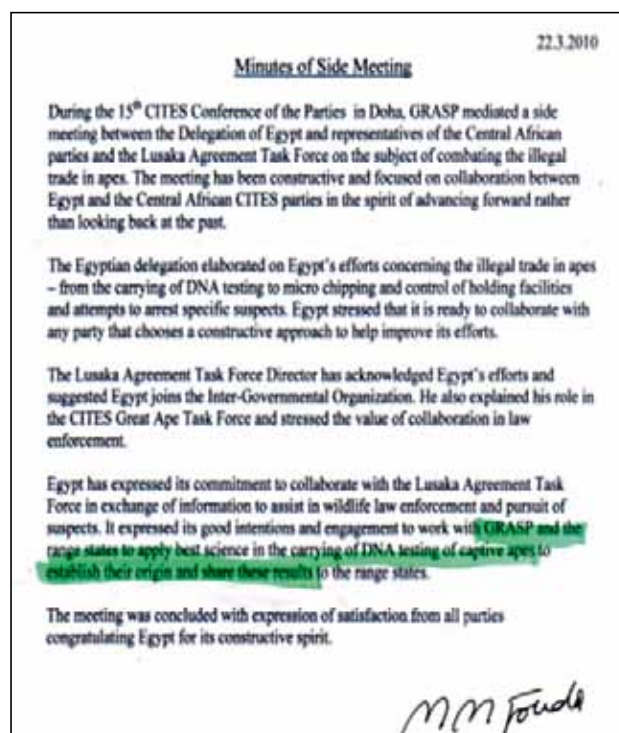 22.3.2010
Minutes of Side Meeting
During the 15th CITES Conference of the Parties in Doha, GRASP mediated a side
meeting between the Delegation of Egypt and representatives of the Central African
parties and the Lusaka Agreement Task Force on the subject of combating the illegal
trade in apes. The meeting has been constructive and focused on collaboration between
Egypt and the Central African CITES parties in the spirit of advancing forward rather
than looking back at the past.
The Egyptian delegation elaborated on Egypt's efforts concerning the illegal trade in apes
– from the carrying of DNA testing to micro chipping and control of holding facilities
and attempts to arrest specific suspects. Egypt stressed that it is ready to collaborate with
any party that chooses a constructive approach to help improve its efforts.
The Lusaka Agreement Task Force Director has acknowledged Egypt's efforts and
suggested Egypt joins the Inter-Governmental Organization. He also explained his role in
the CITES Great Ape Task Force and stressed the value of collaboration in law
enforcement.
Egypt has expressed its commitment to collaborate with the Lusaka Agreement Task
Force in exchange of information to assist in wildlife law enforcement and pursuit of
suspects. It expressed its good intentions and engagement to work with GRASP and the
range states to apply best science in the carrying of DNA testing of captive apes to
establish their origin and share these results to the range states.
The meeting was concluded with expression of satisfaction from all parties
congratulating Egypt for its constructive spirit.
M M Fouda